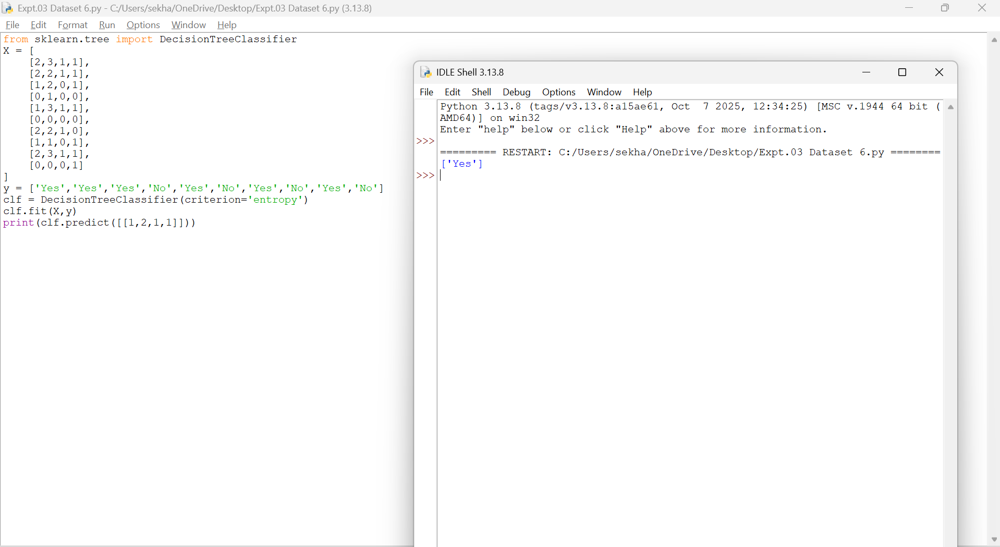 Expt.03 Dataset 6.py - C:/Users/sekha/OneDrive/Desktop/Expt.03 Dataset 6.py (3.13.8)
File Edit Format Run Options Window Help
from sklearn.tree import DecisionTreeClassifier
X = [
    [2,3,1,1],
    [2,2,1,1],
    [1,2,0,1],
    [0,1,0,0],
    [1,3,1,1],
    [0,0,0,0],
    [2,2,1,0],
    [1,1,0,1],
    [2,3,1,1],
    [0,0,0,1]
]
y = ['Yes','Yes','Yes','No','Yes','No','Yes','No','Yes','No']
clf = DecisionTreeClassifier(criterion='entropy')
clf.fit(X,y)
print(clf.predict([[1,2,1,1]]))
IDLE Shell 3.13.8
File Edit Shell Debug Options Window Help
Python 3.13.8 (tags/v3.13.8:a15ae61, Oct  7 2025, 12:34:25) [MSC v.1944 64 bit (
AMD64)] on win32
Enter "help" below or click "Help" above for more information.
>>>
========= RESTART: C:/Users/sekha/OneDrive/Desktop/Expt.03 Dataset 6.py ========
['Yes']
>>>